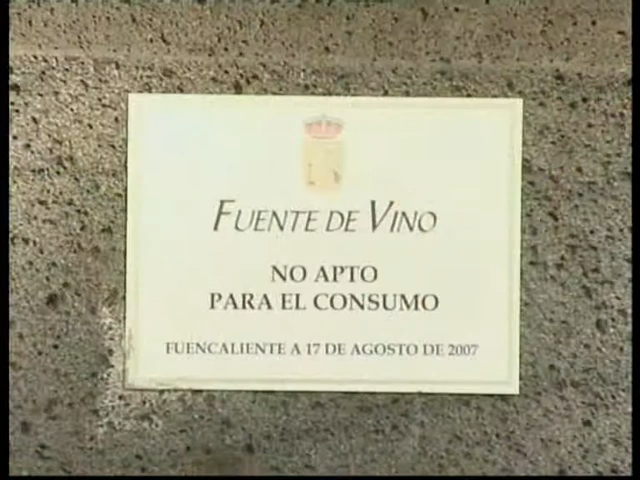 FUENTE DE VINO
NO APTO
PARA EL CONSUMO
FUENCALIENTE A 17 DE AGOSTO DE 2007